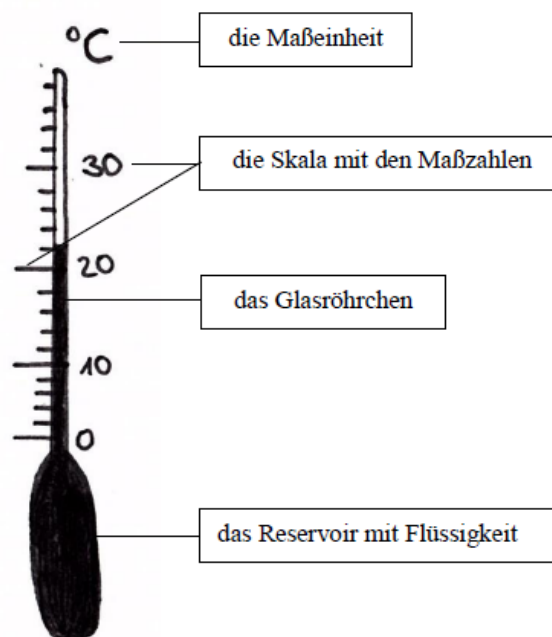 °C
die Maßeinheit
30
die Skala mit den Maßzahlen
20
das Glasröhrchen
10
0
das Reservoir mit Flüssigkeit